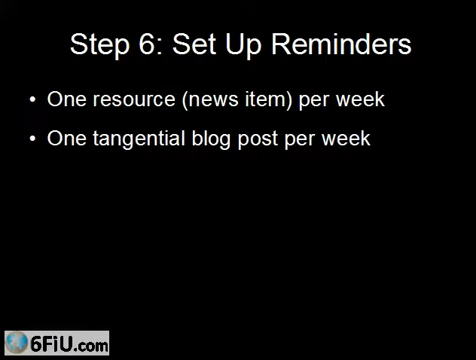 Step 6: Set Up Reminders
• One resource (news item) per week
• One tangential blog post per week
6FiU.com